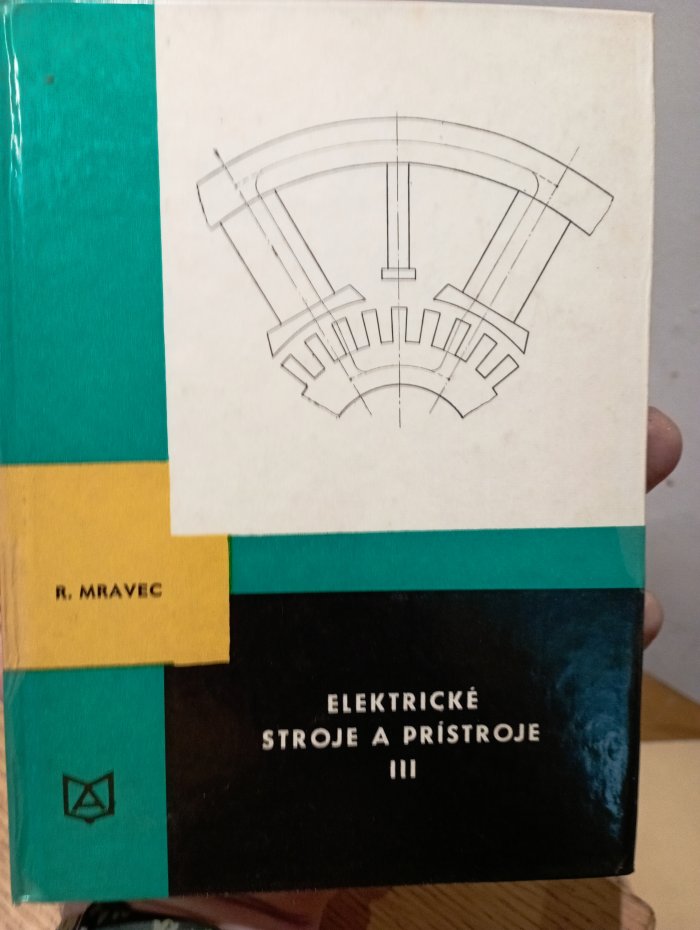 R. MRAVEC
ELEKTRICKÉ
STROJE A PRÍSTROJE
III